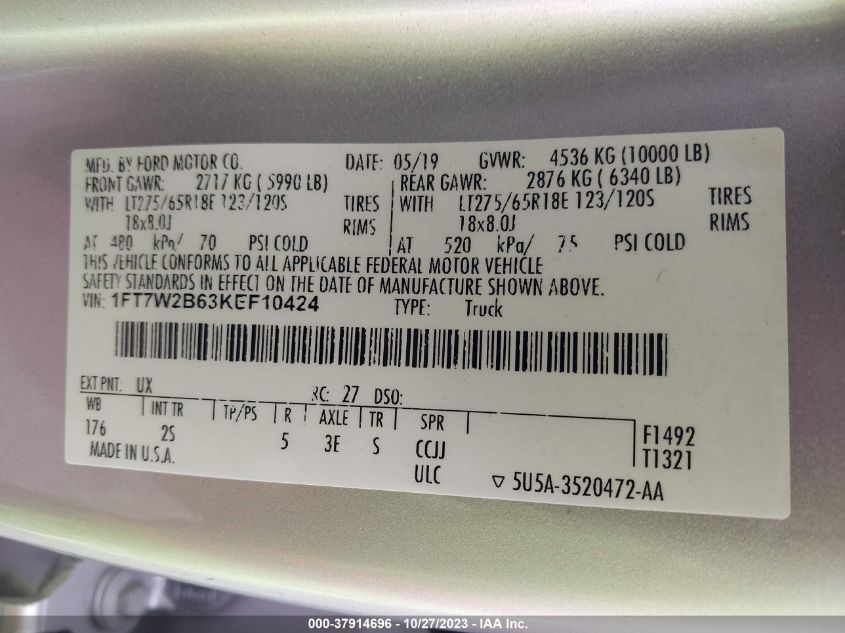 MFD. BY FORD MOTOR CO. DATE: 05/19 GVWR: 4536 KG (10000 LB)
FRONT GAWR: 2717 KG ( 5990 LB) REAR GAWR: 2876 KG ( 6340 LB)
WITH LT275/65R18E 123/120S TIRES WITH LT275/65R18E 123/120S TIRES
18x8.0J RIMS 18x8.0J RIMS
AT 480 kPa/ 70 PSI COLD AT 520 kPa/ 75 PSI COLD
THIS VEHICLE CONFORMS TO ALL APPLICABLE FEDERAL MOTOR VEHICLE
SAFETY STANDARDS IN EFFECT ON THE DATE OF MANUFACTURE SHOWN ABOVE.
VIN: 1FT7W2B63KEF10424 TYPE: Truck
EXT PNT: UX RC: 27 DSO:
WB INT TR TP/PS R AXLE TR SPR
176 2S 5 3E S CCJJ F1492
MADE IN U.S.A. ULC T1321
▽ 5U5A-3520472-AA
000-37914696 - 10/27/2023 - IAA Inc.